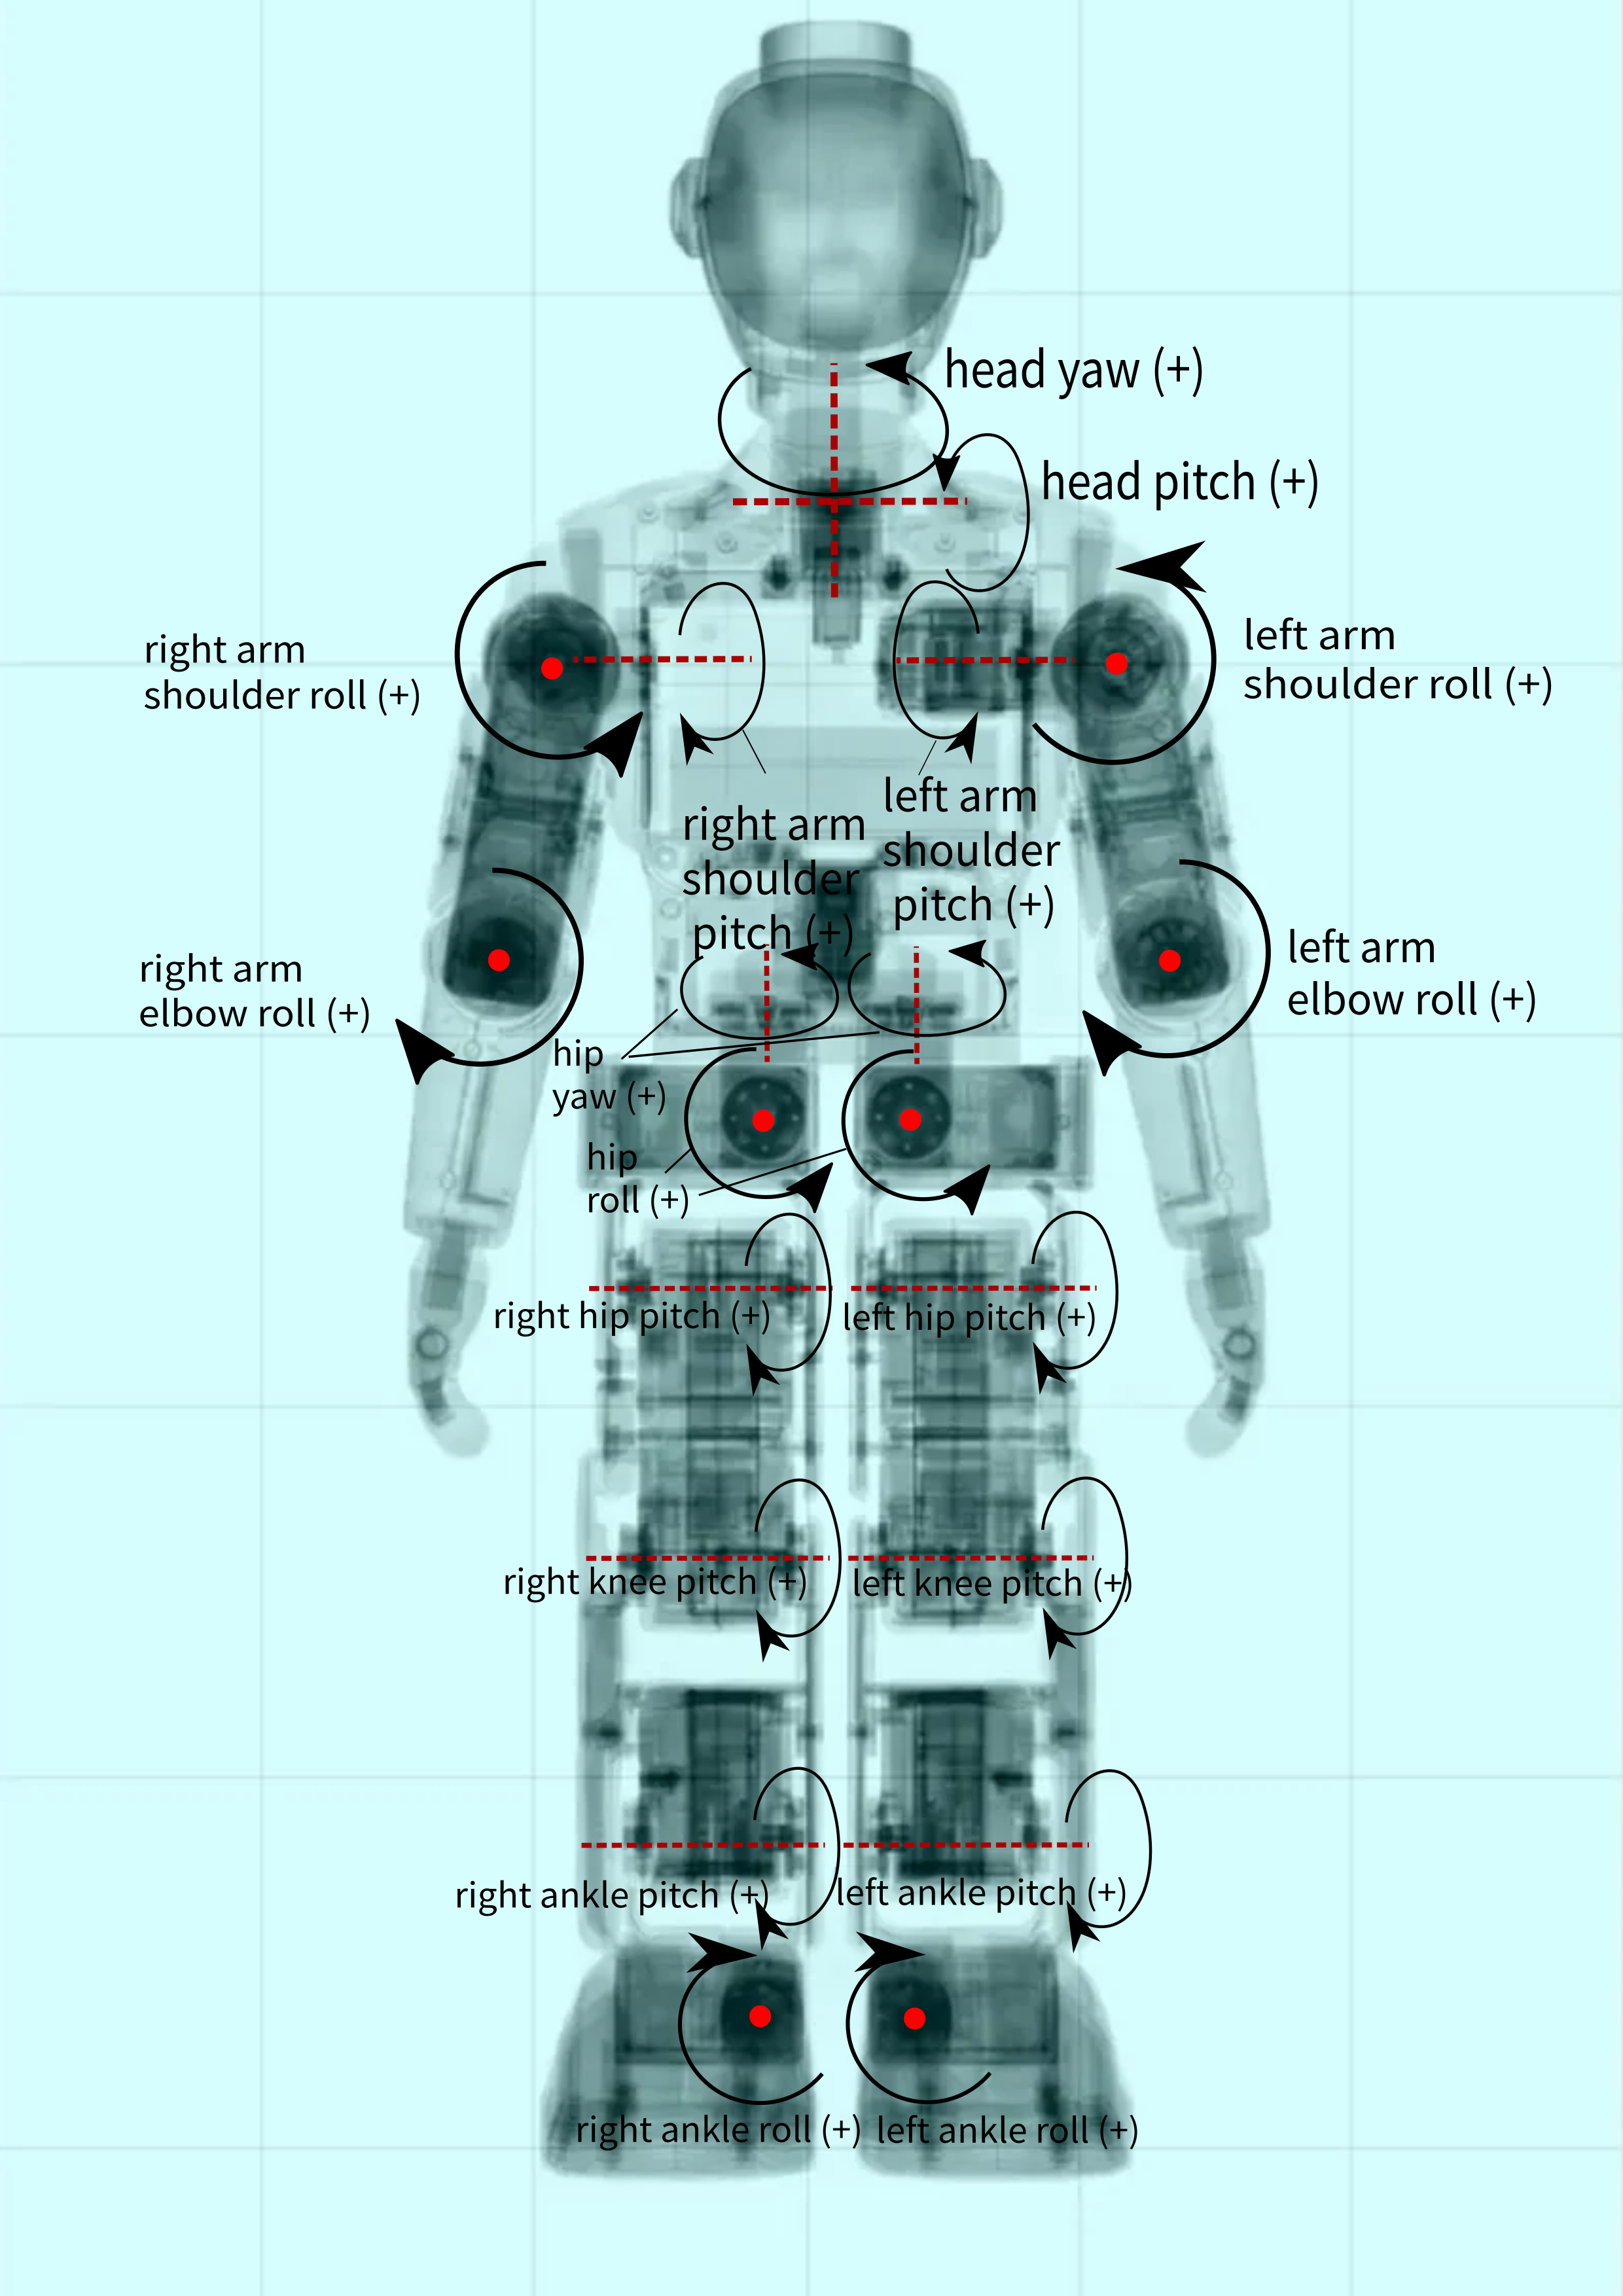 head yaw (+)
head pitch (+)
right arm
shoulder roll (+)
left arm
shoulder roll (+)
right arm
shoulder
pitch (+)
left arm
shoulder
pitch (+)
right arm
elbow roll (+)
left arm
elbow roll (+)
hip
yaw (+)
hip
roll (+)
right hip pitch (+)
left hip pitch (+)
right knee pitch (+)
left knee pitch (+)
right ankle pitch (+)
left ankle pitch (+)
right ankle roll (+)
left ankle roll (+)